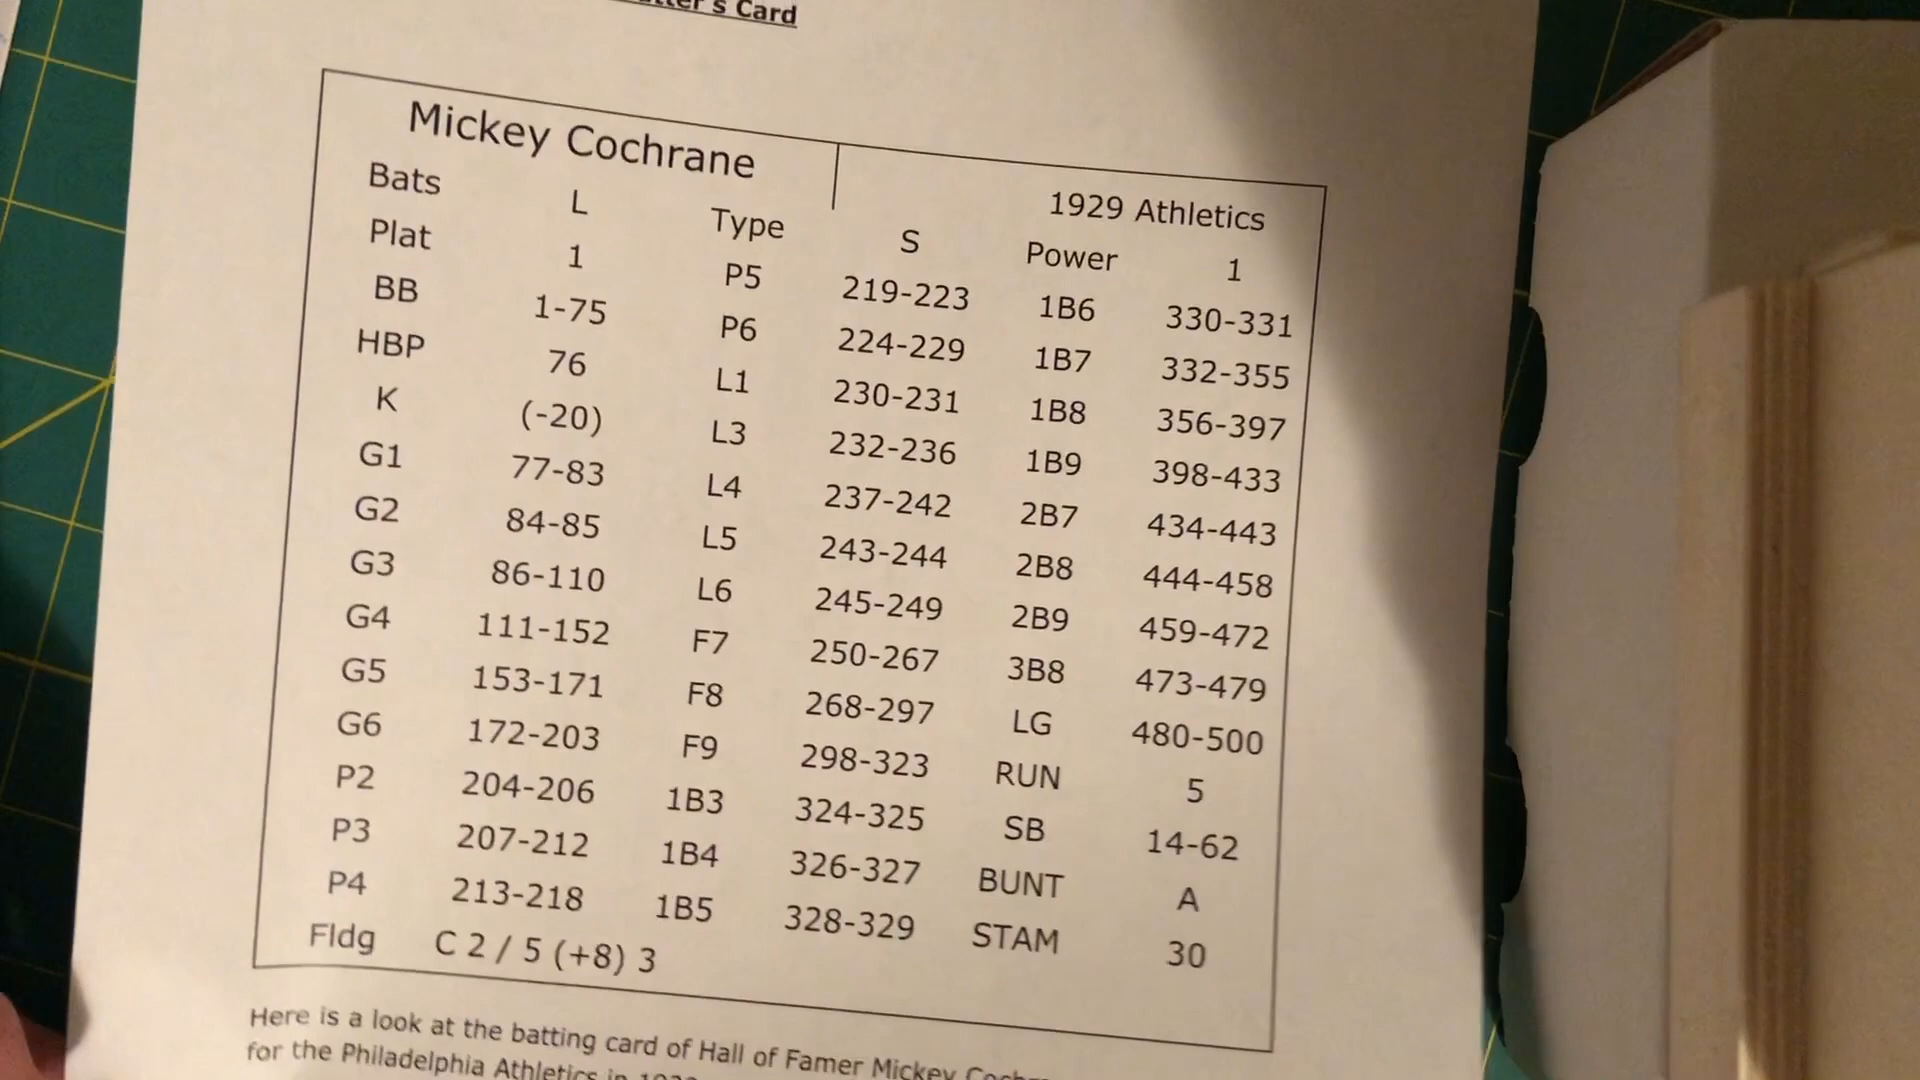 Card
Mickey Cochrane 1929 Athletics
Bats L Type S Power 1
Plat 1 P5 219-223 1B6 330-331
BB 1-75 P6 224-229 1B7 332-355
HBP 76 L1 230-231 1B8 356-397
K (-20) L3 232-236 1B9 398-433
G1 77-83 L4 237-242 2B7 434-443
G2 84-85 L5 243-244 2B8 444-458
G3 86-110 L6 245-249 2B9 459-472
G4 111-152 F7 250-267 3B8 473-479
G5 153-171 F8 268-297 LG 480-500
G6 172-203 F9 298-323 RUN 5
P2 204-206 1B3 324-325 SB 14-62
P3 207-212 1B4 326-327 BUNT A
P4 213-218 1B5 328-329 STAM 30
Fldg C 2 / 5 (+8) 3
Here is a look at the batting card of Hall of Famer Mickey
for the Philadelphia Athletics in